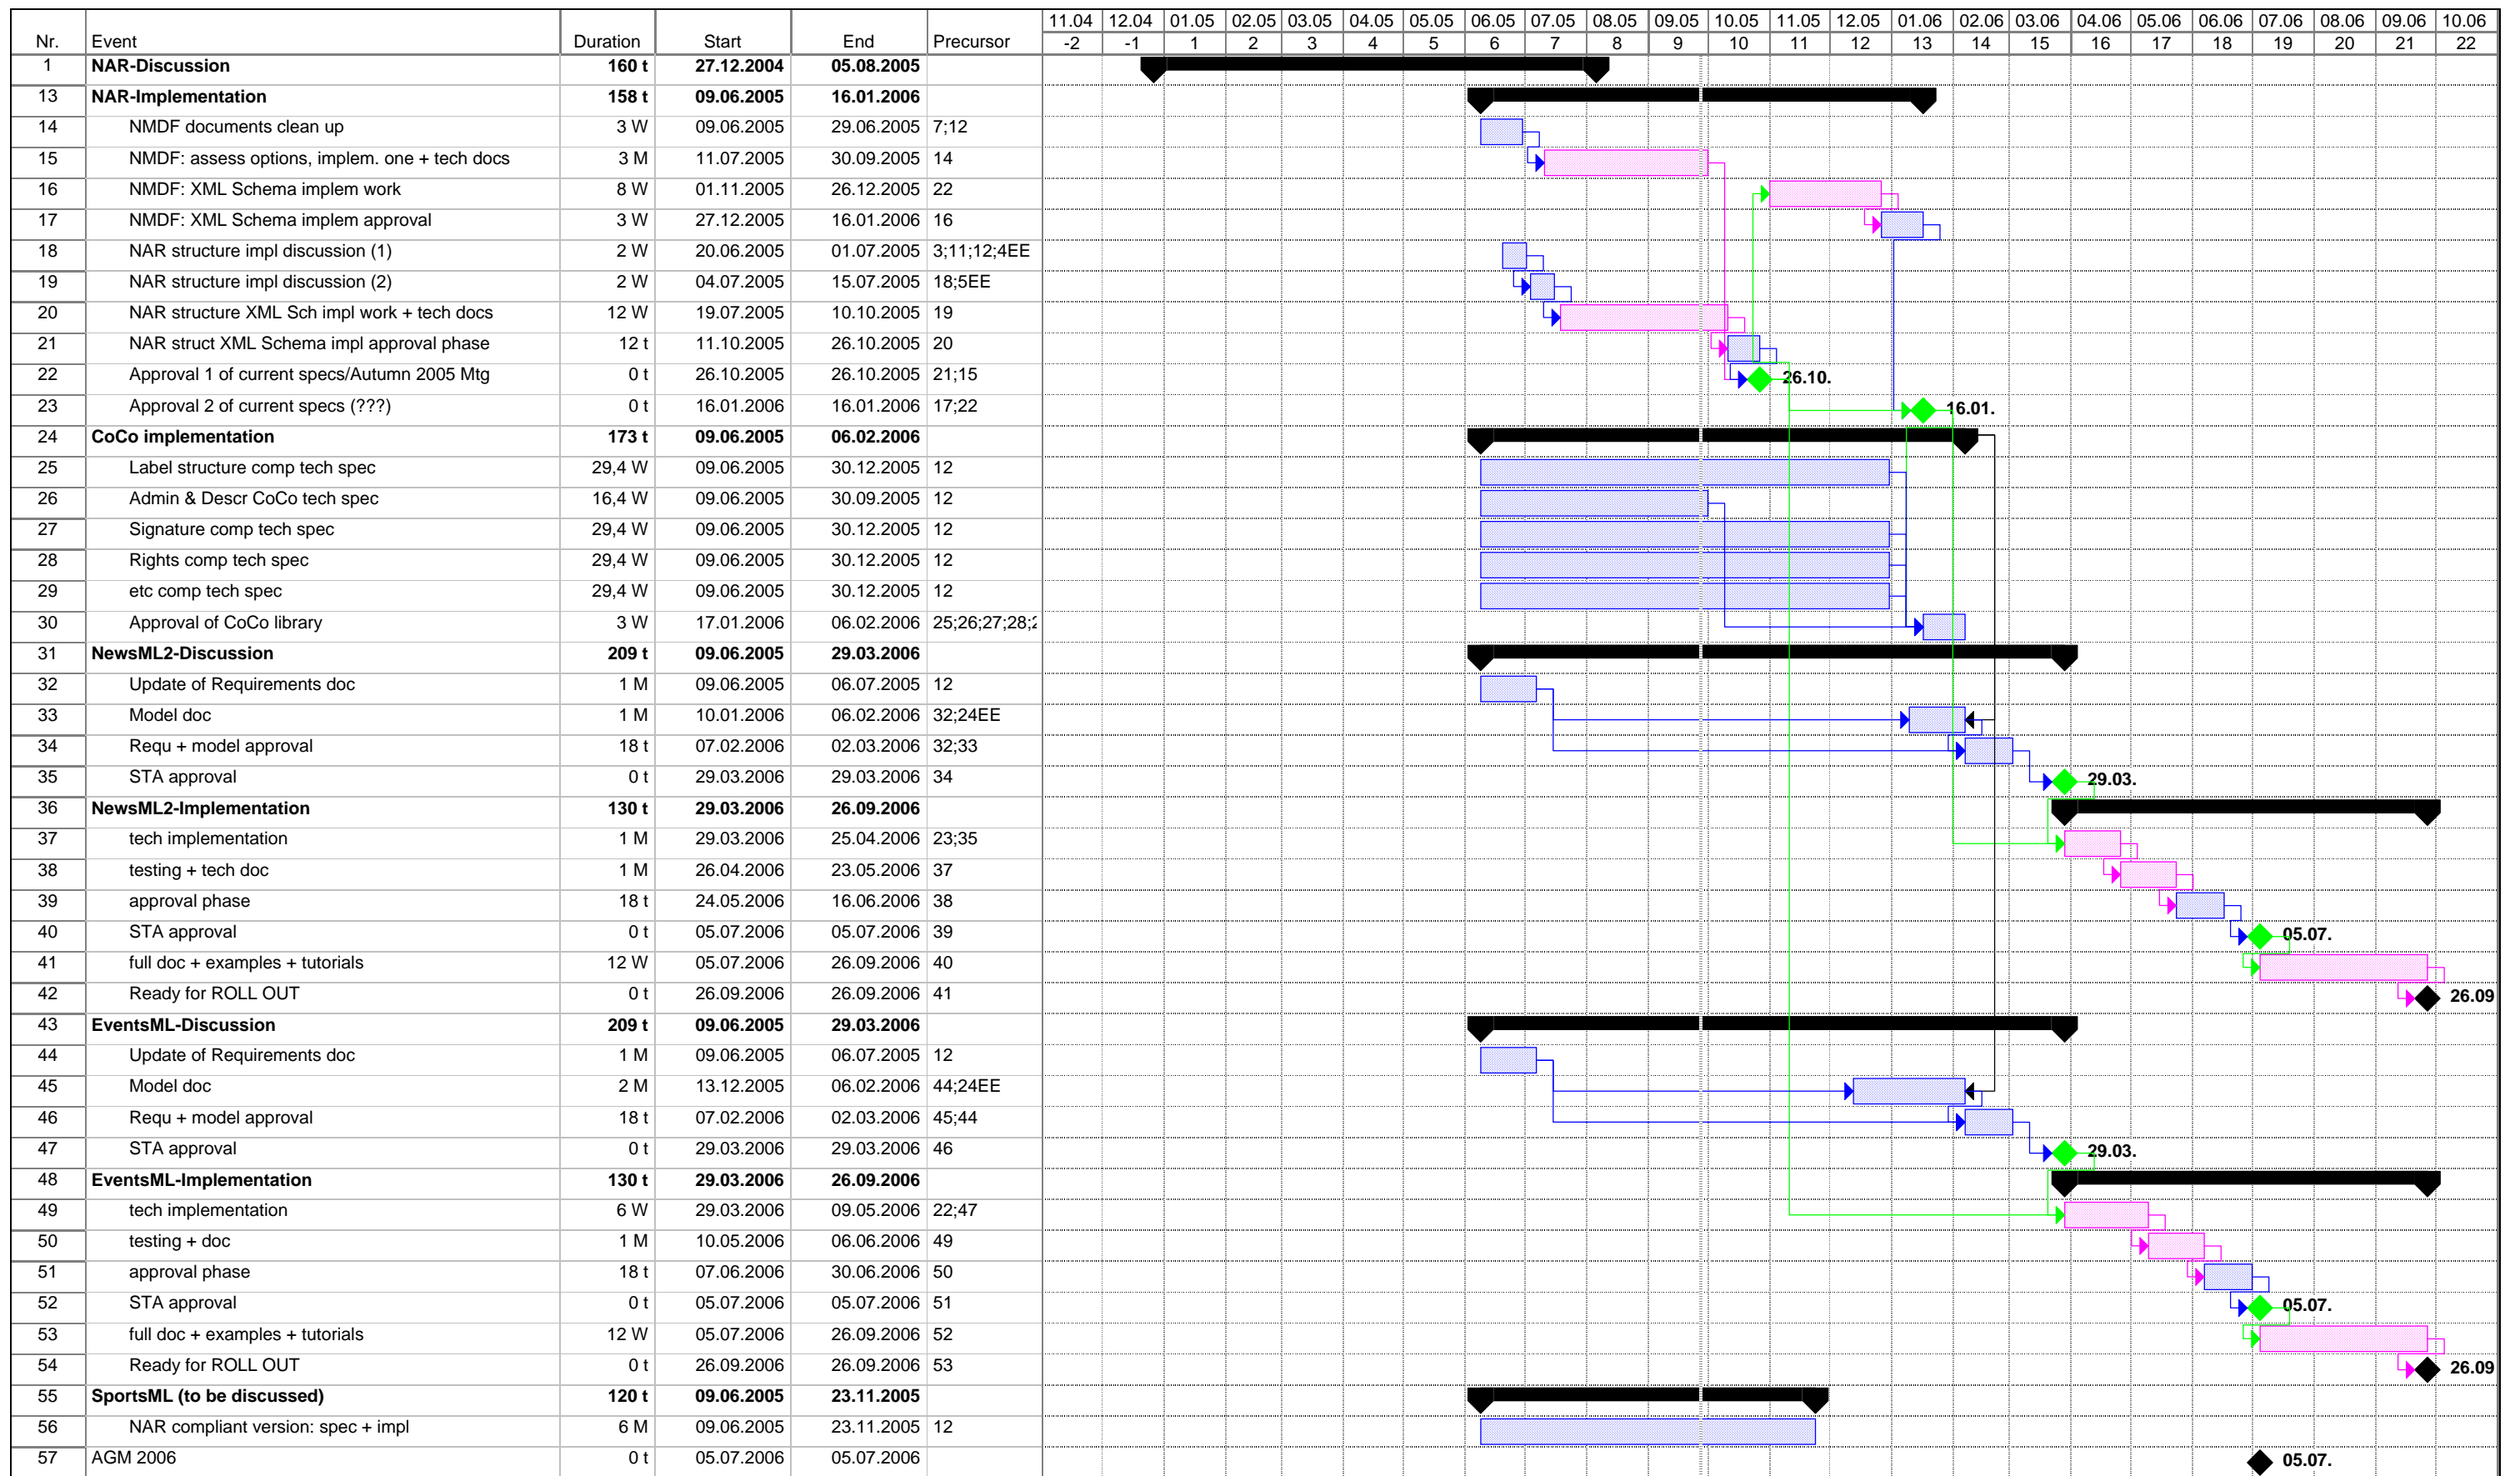 11.04 12.04 01.05 02.05 03.05 04.05 05.05 06.05 07.05 08.05 09.05 10.05 11.05 12.05 01.06 02.06 03.06 04.06 05.06 06.06 07.06 08.06 09.06 10.06
Nr. Event Duration Start End Precursor -2 -1 1 2 3 4 5 6 7 8 9 10 11 12 13 14 15 16 17 18 19 20 21 22
1 NAR-Discussion 160 t 27.12.2004 05.08.2005
13 NAR-Implementation 158 t 09.06.2005 16.01.2006
14 NMDF documents clean up 3 W 09.06.2005 29.06.2005 7;12
15 NMDF: assess options, implem. one + tech docs 3 M 11.07.2005 30.09.2005 14
16 NMDF: XML Schema implem work 8 W 01.11.2005 26.12.2005 22
17 NMDF: XML Schema implem approval 3 W 27.12.2005 16.01.2006 16
18 NAR structure impl discussion (1) 2 W 20.06.2005 01.07.2005 3;11;12;4EE
19 NAR structure impl discussion (2) 2 W 04.07.2005 15.07.2005 18;5EE
20 NAR structure XML Sch impl work + tech docs 12 W 19.07.2005 10.10.2005 19
21 NAR struct XML Schema impl approval phase 12 t 11.10.2005 26.10.2005 20
22 Approval 1 of current specs/Autumn 2005 Mtg 0 t 26.10.2005 26.10.2005 21;15 26.10.
23 Approval 2 of current specs (???) 0 t 16.01.2006 16.01.2006 17;22 16.01.
24 CoCo implementation 173 t 09.06.2005 06.02.2006
25 Label structure comp tech spec 29,4 W 09.06.2005 30.12.2005 12
26 Admin & Descr CoCo tech spec 16,4 W 09.06.2005 30.09.2005 12
27 Signature comp tech spec 29,4 W 09.06.2005 30.12.2005 12
28 Rights comp tech spec 29,4 W 09.06.2005 30.12.2005 12
29 etc comp tech spec 29,4 W 09.06.2005 30.12.2005 12
30 Approval of CoCo library 3 W 17.01.2006 06.02.2006 25;26;27;28;2
31 NewsML2-Discussion 209 t 09.06.2005 29.03.2006
32 Update of Requirements doc 1 M 09.06.2005 06.07.2005 12
33 Model doc 1 M 10.01.2006 06.02.2006 32;24EE
34 Requ + model approval 18 t 07.02.2006 02.03.2006 32;33
35 STA approval 0 t 29.03.2006 29.03.2006 34 29.03.
36 NewsML2-Implementation 130 t 29.03.2006 26.09.2006
37 tech implementation 1 M 29.03.2006 25.04.2006 23;35
38 testing + tech doc 1 M 26.04.2006 23.05.2006 37
39 approval phase 18 t 24.05.2006 16.06.2006 38
40 STA approval 0 t 05.07.2006 05.07.2006 39 05.07.
41 full doc + examples + tutorials 12 W 05.07.2006 26.09.2006 40
42 Ready for ROLL OUT 0 t 26.09.2006 26.09.2006 41 26.09
43 EventsML-Discussion 209 t 09.06.2005 29.03.2006
44 Update of Requirements doc 1 M 09.06.2005 06.07.2005 12
45 Model doc 2 M 13.12.2005 06.02.2006 44;24EE
46 Requ + model approval 18 t 07.02.2006 02.03.2006 45;44
47 STA approval 0 t 29.03.2006 29.03.2006 46 29.03.
48 EventsML-Implementation 130 t 29.03.2006 26.09.2006
49 tech implementation 6 W 29.03.2006 09.05.2006 22;47
50 testing + doc 1 M 10.05.2006 06.06.2006 49
51 approval phase 18 t 07.06.2006 30.06.2006 50
52 STA approval 0 t 05.07.2006 05.07.2006 51 05.07.
53 full doc + examples + tutorials 12 W 05.07.2006 26.09.2006 52
54 Ready for ROLL OUT 0 t 26.09.2006 26.09.2006 53 26.09
55 SportsML (to be discussed) 120 t 09.06.2005 23.11.2005
56 NAR compliant version: spec + impl 6 M 09.06.2005 23.11.2005 12
57 AGM 2006 0 t 05.07.2006 05.07.2006 05.07.